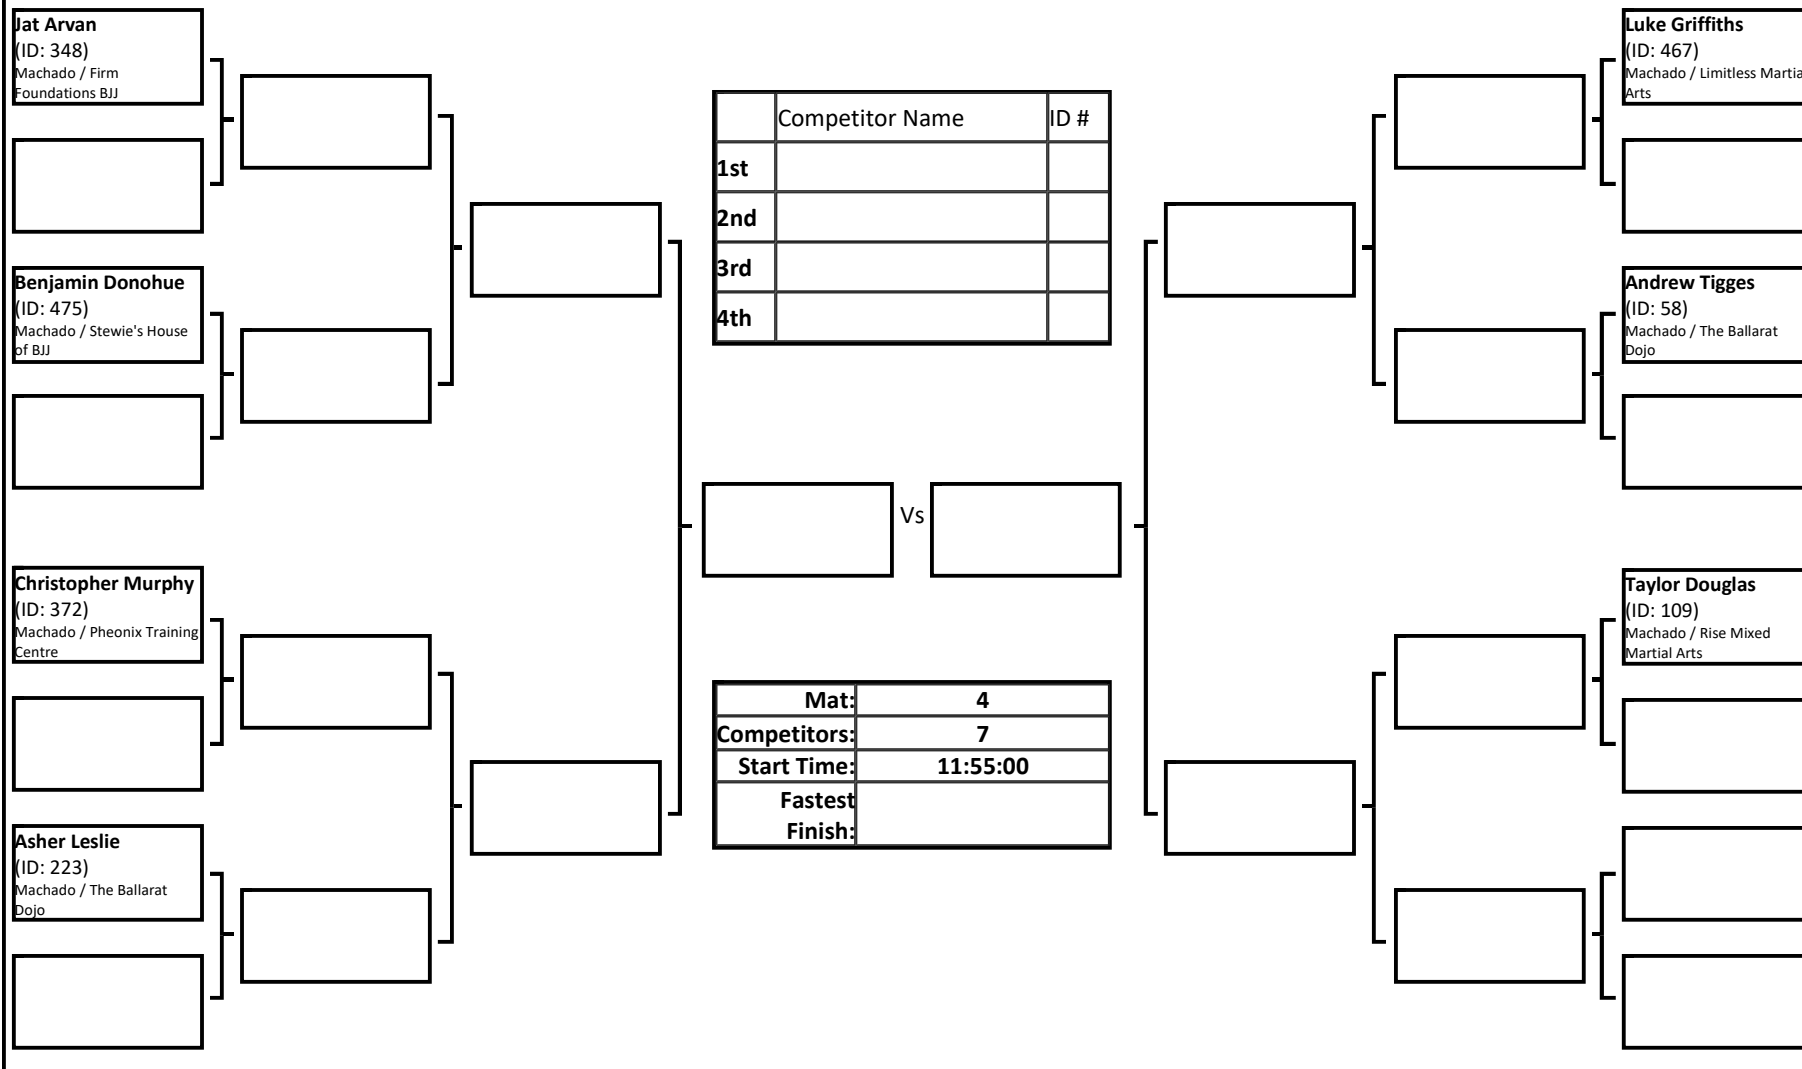 Jat Arvan
(ID: 348)
Machado / Firm
Foundations BJJ
Benjamin Donohue
(ID: 475)
Machado / Stewie's House
of BJJ
Christopher Murphy
(ID: 372)
Machado / Pheonix Training
Centre
Asher Leslie
(ID: 223)
Machado / The Ballarat
Dojo
Competitor Name ID #
1st
2nd
3rd
4th
Vs
Mat: 4
Competitors: 7
Start Time: 11:55:00
Fastest
Finish:
Luke Griffiths
(ID: 467)
Machado / Limitless Martia
Arts
Andrew Tigges
(ID: 58)
Machado / The Ballarat
Dojo
Taylor Douglas
(ID: 109)
Machado / Rise Mixed
Martial Arts